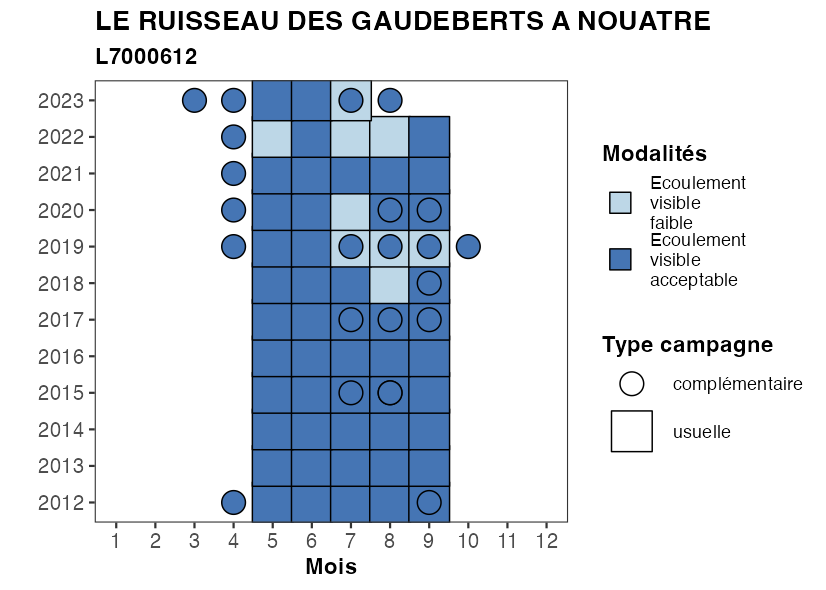 LE RUISSEAU DES GAUDEBERTS A NOUATRE
L7000612
2023
2022
2021
2020
2019
2018
2017
2016
2015
2014
2013
2012
1 2 3 4 5 6 7 8 9 10 11 12
Mois
Modalités
Ecoulement
visible
faible
Ecoulement
visible
acceptable
Type campagne
complémentaire
usuelle